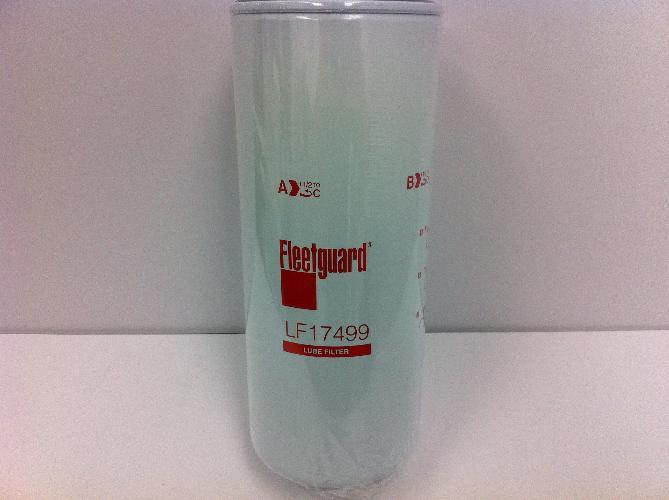 A
C
B
Fleetguard®
LF17499
LUBE FILTER